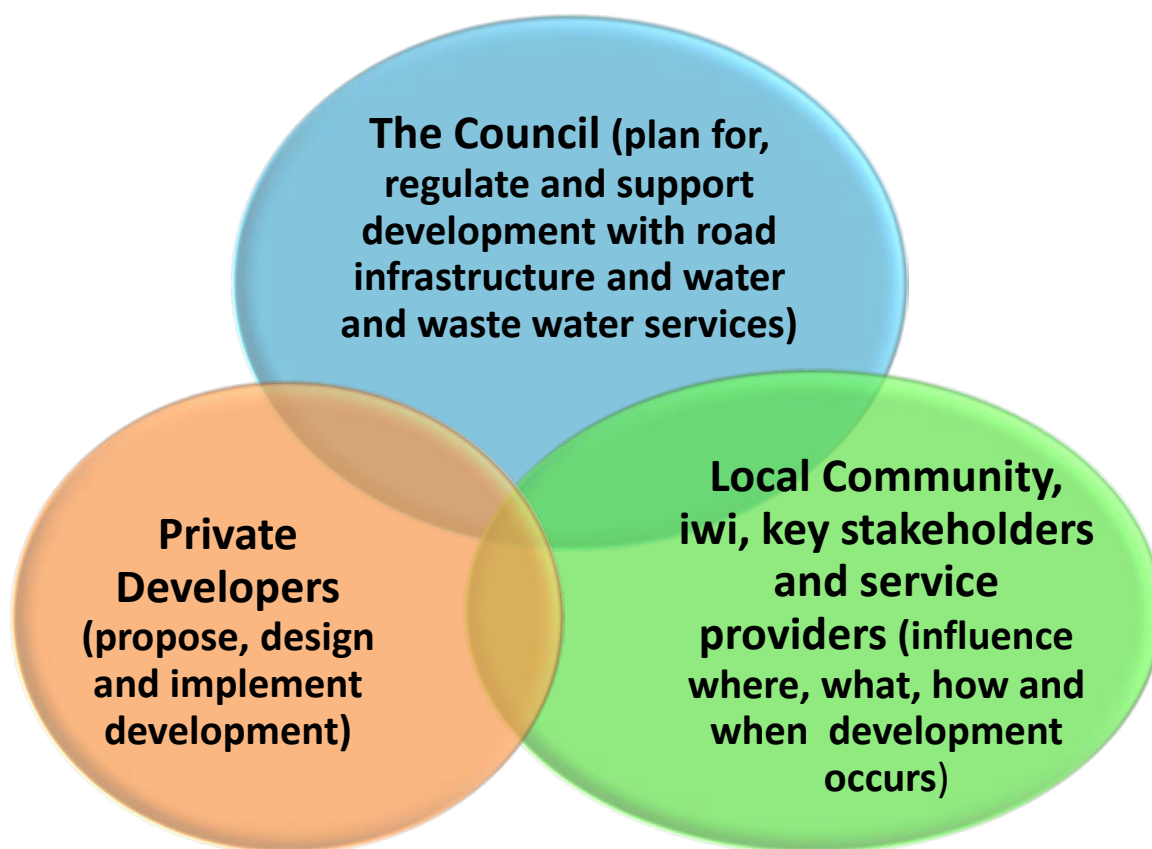 The Council (plan for,
regulate and support
development with road
infrastructure and water
and waste water services)
Private
Developers
(propose, design
and implement
development)
Local Community,
iwi, key stakeholders
and service
providers (influence
where, what, how and
when  development
occurs)